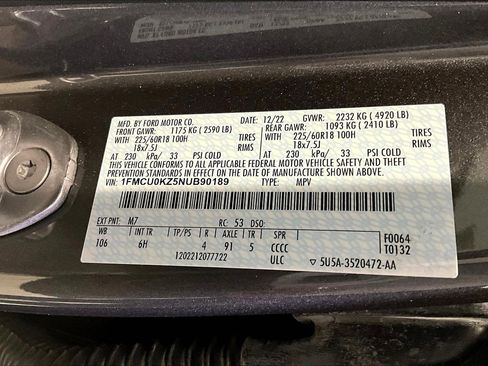 MFD. BY FORD MOTOR CO. 12/22 GVWR: 2232 KG ( 4920 LB)
FRONT GAWR: 1175 KG ( 2590 LB) REAR GAWR: 1093 KG ( 2410 LB)
WITH WITH
225/60R18 100H TIRES 225/60R18 100H TIRES
18x7.5J RIMS 18x7.5J RIMS
AT 230 kPa/ 33 PSI COLD AT 230 kPa/ 33 PSI COLD
THIS VEHICLE CONFORMS TO ALL APPLICABLE FEDERAL MOTOR VEHICLE SAFETY AND THEFT
PREVENTION STANDARDS IN EFFECT ON THE DATE OF MANUFACTURE SHOWN ABOVE.
VIN: 1FMCU0KZ5NUB90189 TYPE: MPV
EXT PNT: M7 RC: 53 DSO:
WB TP/PS R AXLE TR SPR F0064
106 6H 4 91 5 CCCC T0132
1202212077722 ULC ▽ 5U5A-3520472-AA